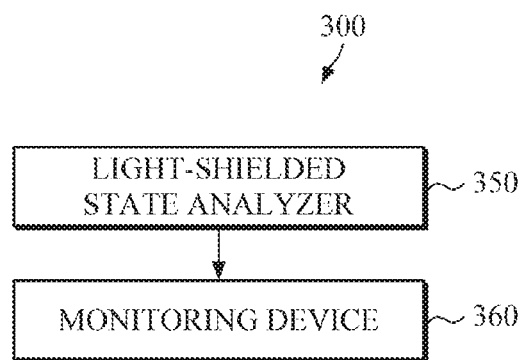 300
LIGHT-SHIELDED
STATE ANALYZER
350
MONITORING DEVICE
360